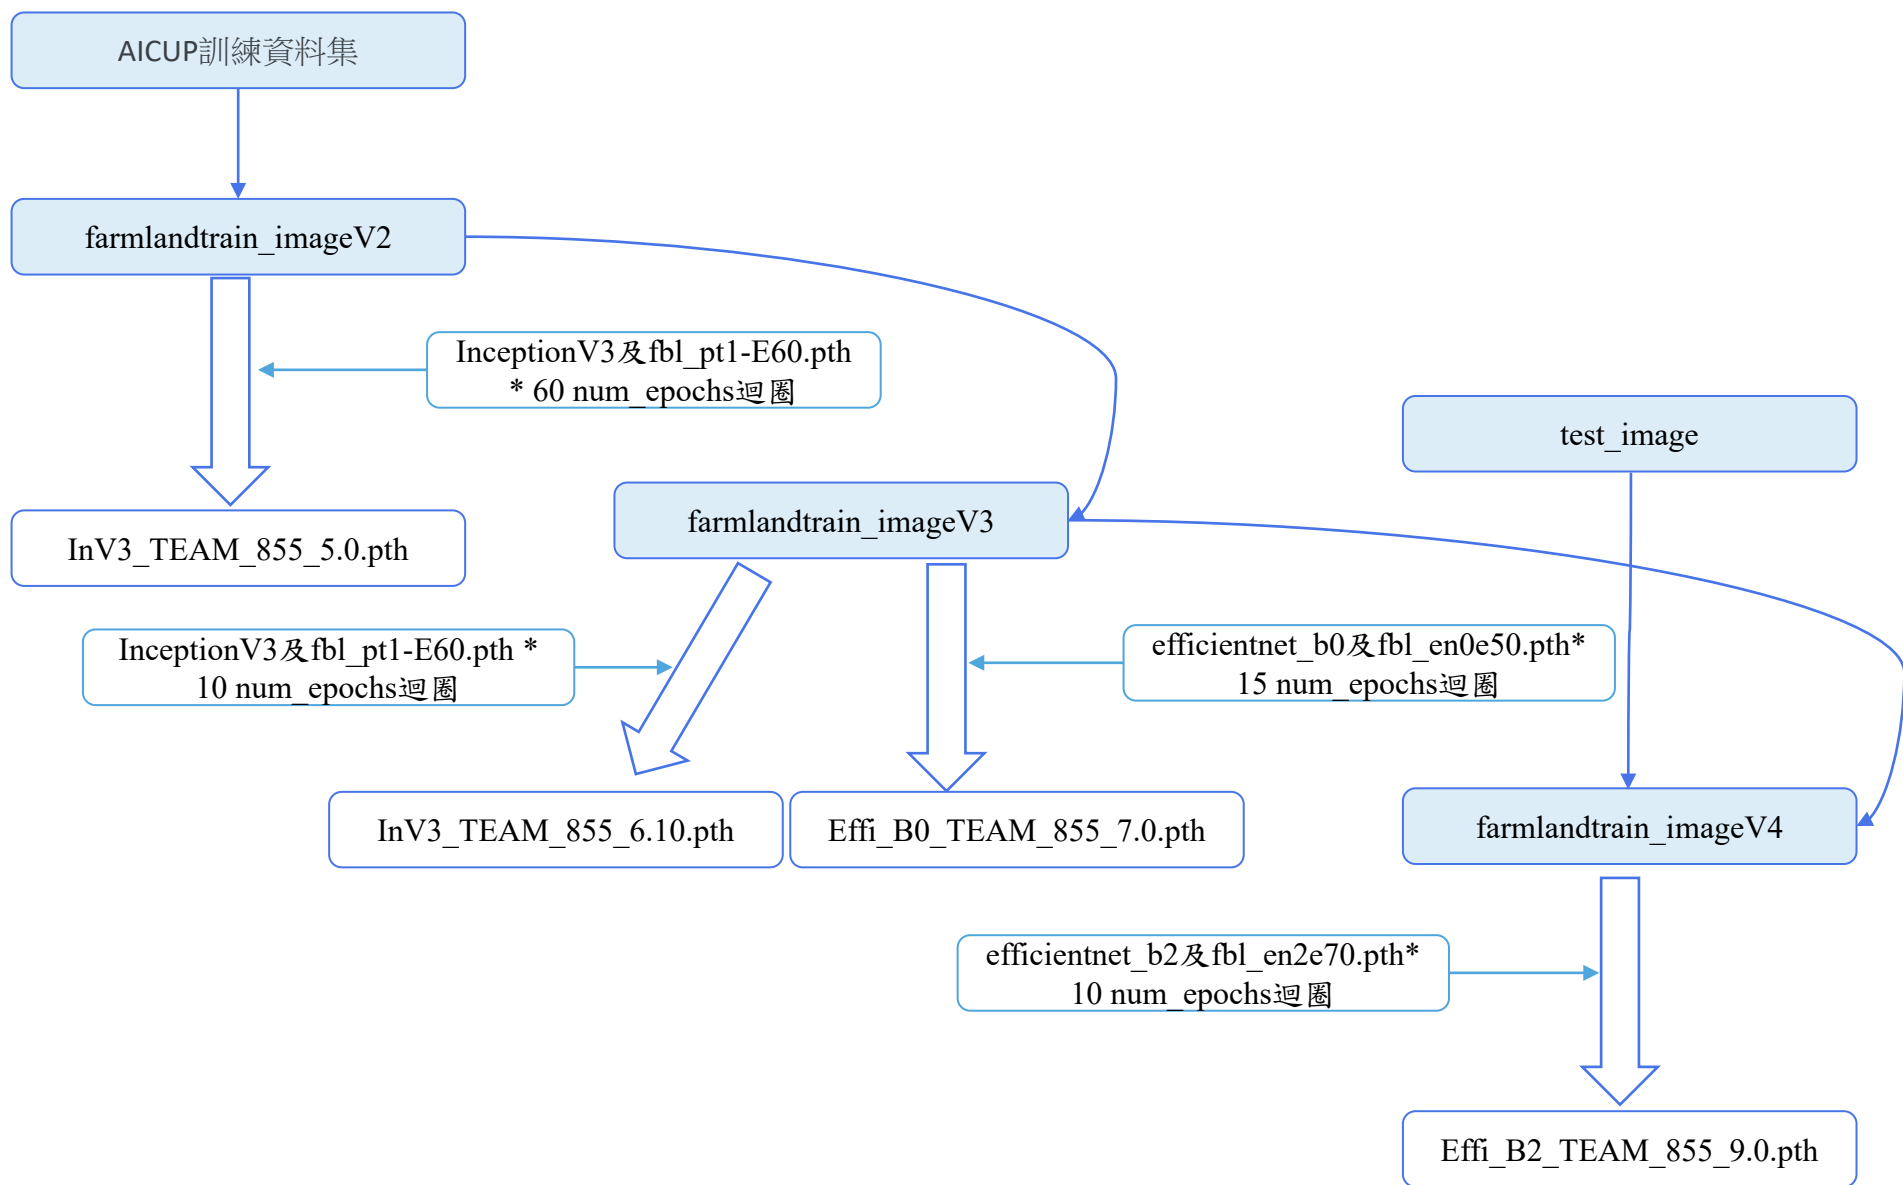 AICUP訓練資料集
farmlandtrain_imageV2
InceptionV3及fbl_pt1-E60.pth
* 60 num_epochs迴圈
test_image
InV3_TEAM_855_5.0.pth
farmlandtrain_imageV3
InceptionV3及fbl_pt1-E60.pth *
10 num_epochs迴圈
efficientnet_b0及fbl_en0e50.pth*
15 num_epochs迴圈
InV3_TEAM_855_6.10.pth
Effi_B0_TEAM_855_7.0.pth
farmlandtrain_imageV4
efficientnet_b2及fbl_en2e70.pth*
10 num_epochs迴圈
Effi_B2_TEAM_855_9.0.pth